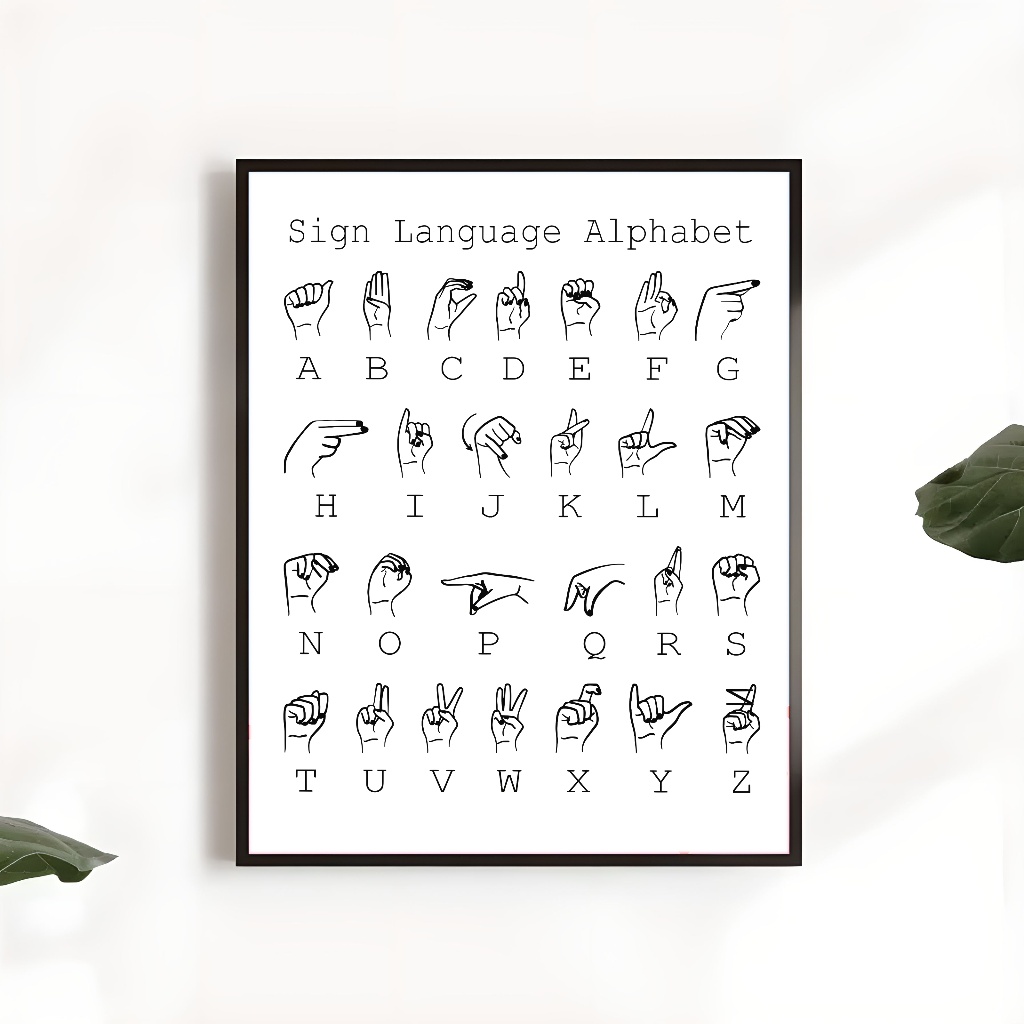 Sign Language Alphabet
A B C D E F G
H I J K L M
N O P Q R S
T U V W X Y Z